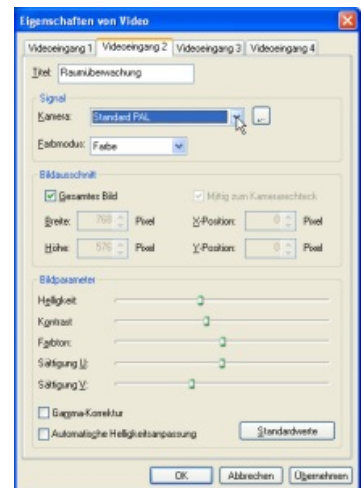 Eigenschaften von Video
Videoeingang 1 Videoeingang 2 Videoeingang 3 Videoeingang 4
Titel: Raumüberwachung
Signal
Kamera: Standard PAL ...
Farbmodus: Farbe
Bildausschnitt
Gesamtes Bild Mittig zum Kamerarechteck
Breite: 768 Pixel X-Position: 0 Pixel
Höhe: 576 Pixel Y-Position: 0 Pixel
Bildparameter
Helligkeit:
Kontrast
Farbton:
Sättigung U:
Sättigung V:
Gamma-Korrektur
Automatische Helligkeitsanpassung Standardwerte
OK Abbrechen Übernehmen